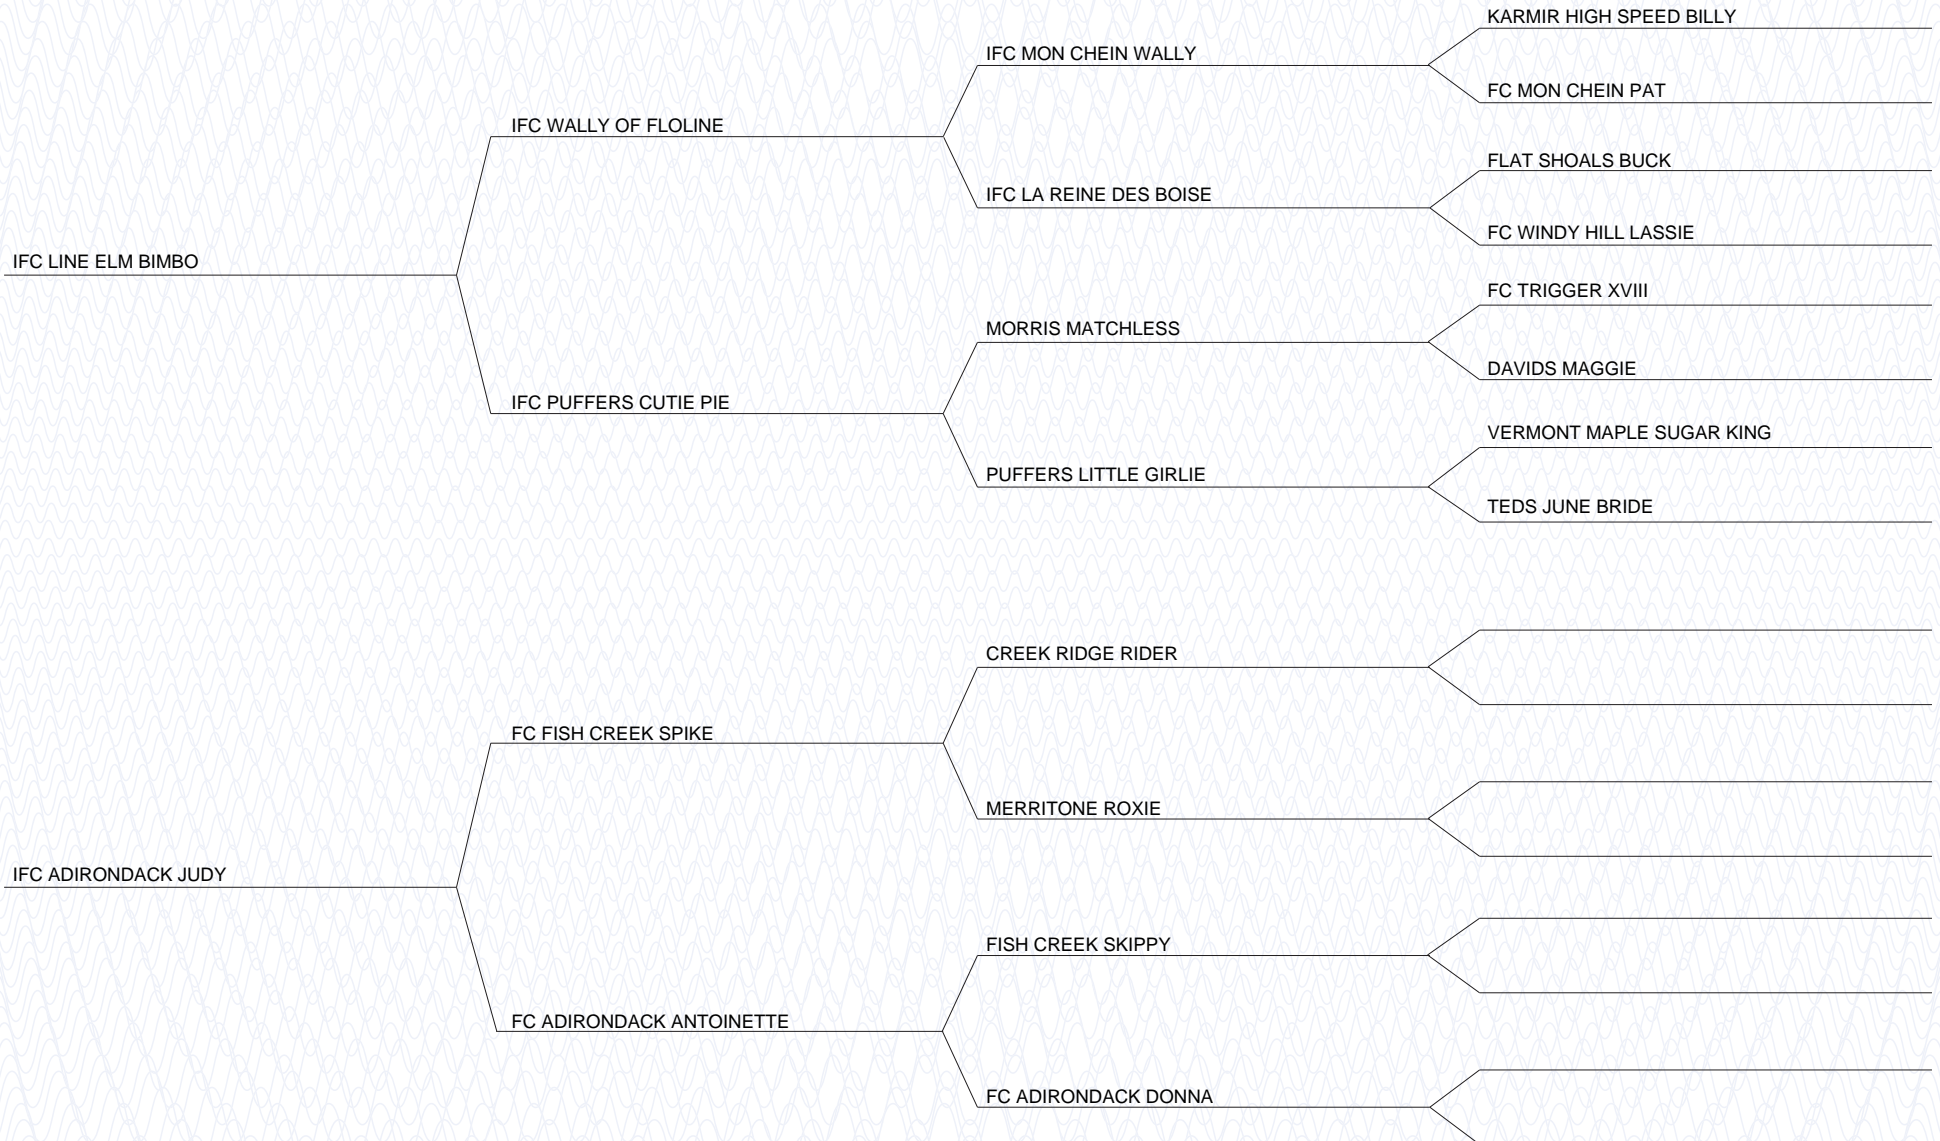 KARMIR HIGH SPEED BILLY
IFC MON CHEIN WALLY
FC MON CHEIN PAT
IFC WALLY OF FLOLINE
FLAT SHOALS BUCK
IFC LA REINE DES BOISE
FC WINDY HILL LASSIE
IFC LINE ELM BIMBO
FC TRIGGER XVIII
MORRIS MATCHLESS
DAVIDS MAGGIE
IFC PUFFERS CUTIE PIE
VERMONT MAPLE SUGAR KING
PUFFERS LITTLE GIRLIE
TEDS JUNE BRIDE
CREEK RIDGE RIDER
FC FISH CREEK SPIKE
MERRITONE ROXIE
IFC ADIRONDACK JUDY
FISH CREEK SKIPPY
FC ADIRONDACK ANTOINETTE
FC ADIRONDACK DONNA